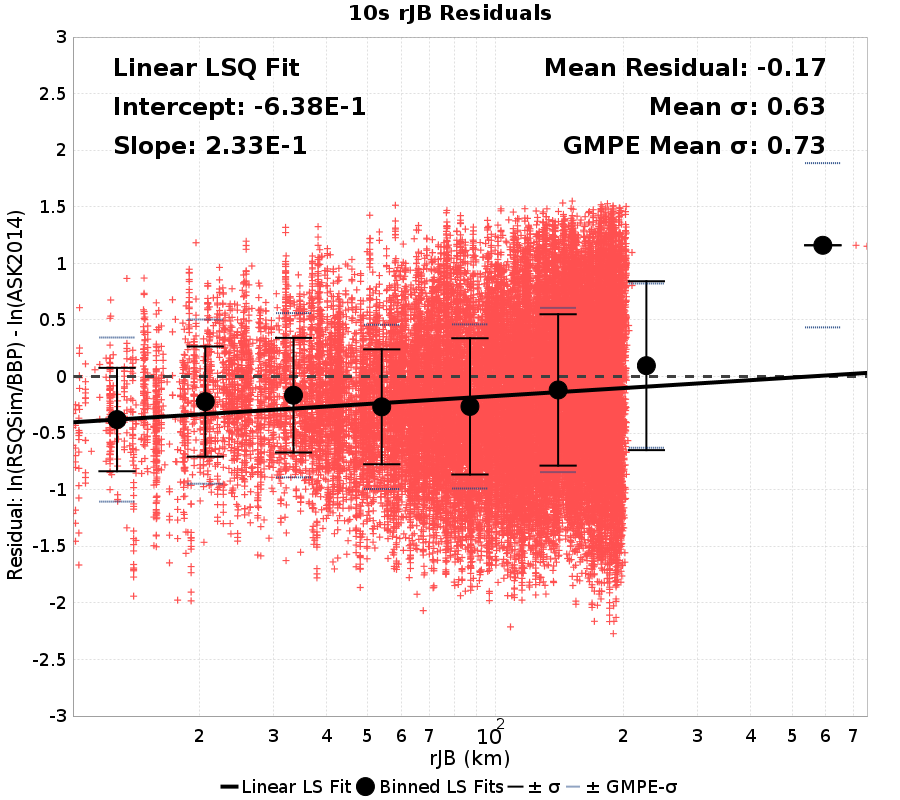 10s rJB Residuals
Linear LSQ Fit
Intercept: -6.38E-1
Slope: 2.33E-1
Mean Residual: -0.17
Mean σ: 0.63
GMPE Mean σ: 0.73
Residual: ln(RSQSim/BBP) - ln(ASK2014)
3
2.5
2
1.5
1
0.5
0
-0.5
-1
-1.5
-2
-2.5
-3
2 3 4 5 6 7 10² 2 3 4 5 6 7
rJB (km)
Linear LS Fit Binned LS Fits ± σ ± GMPE-σ